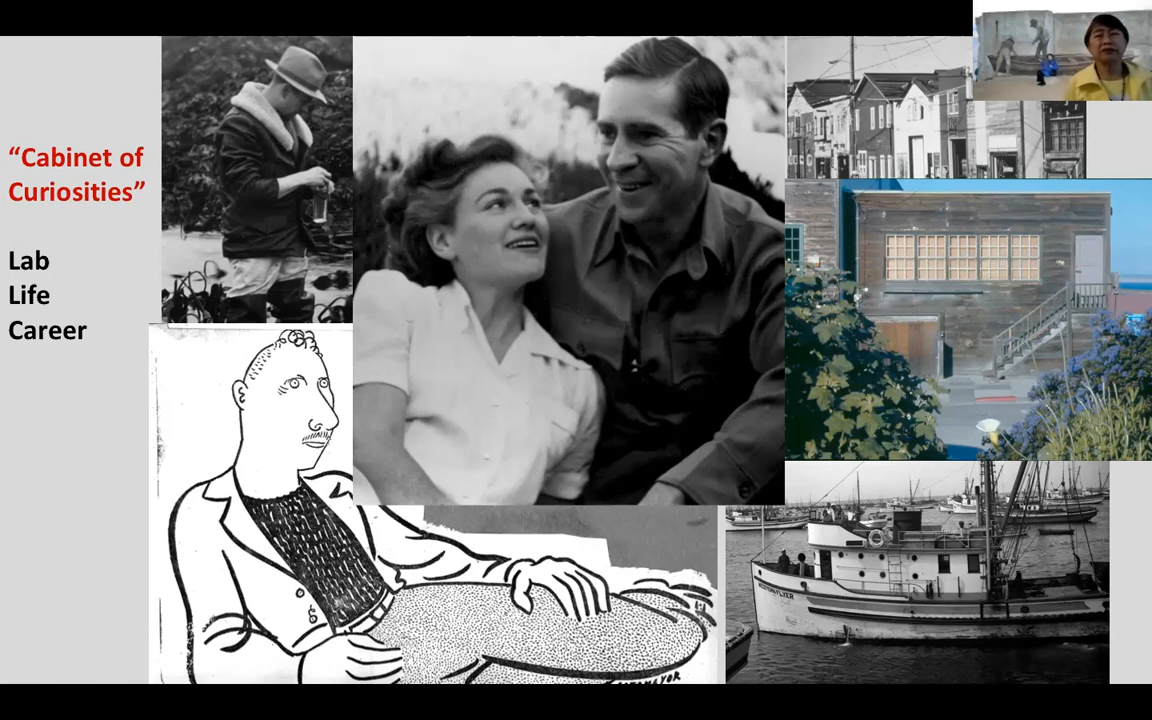 “Cabinet of
Curiosities”
Lab
Life
Career
WESTERN FLYER